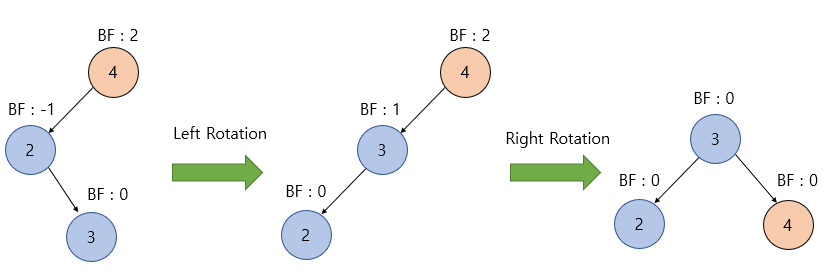 BF : 2
4
BF : -1
2
BF : 0
3
Left Rotation
BF : 2
4
BF : 1
3
BF : 0
2
Right Rotation
BF : 0
3
BF : 0
2
BF : 0
4